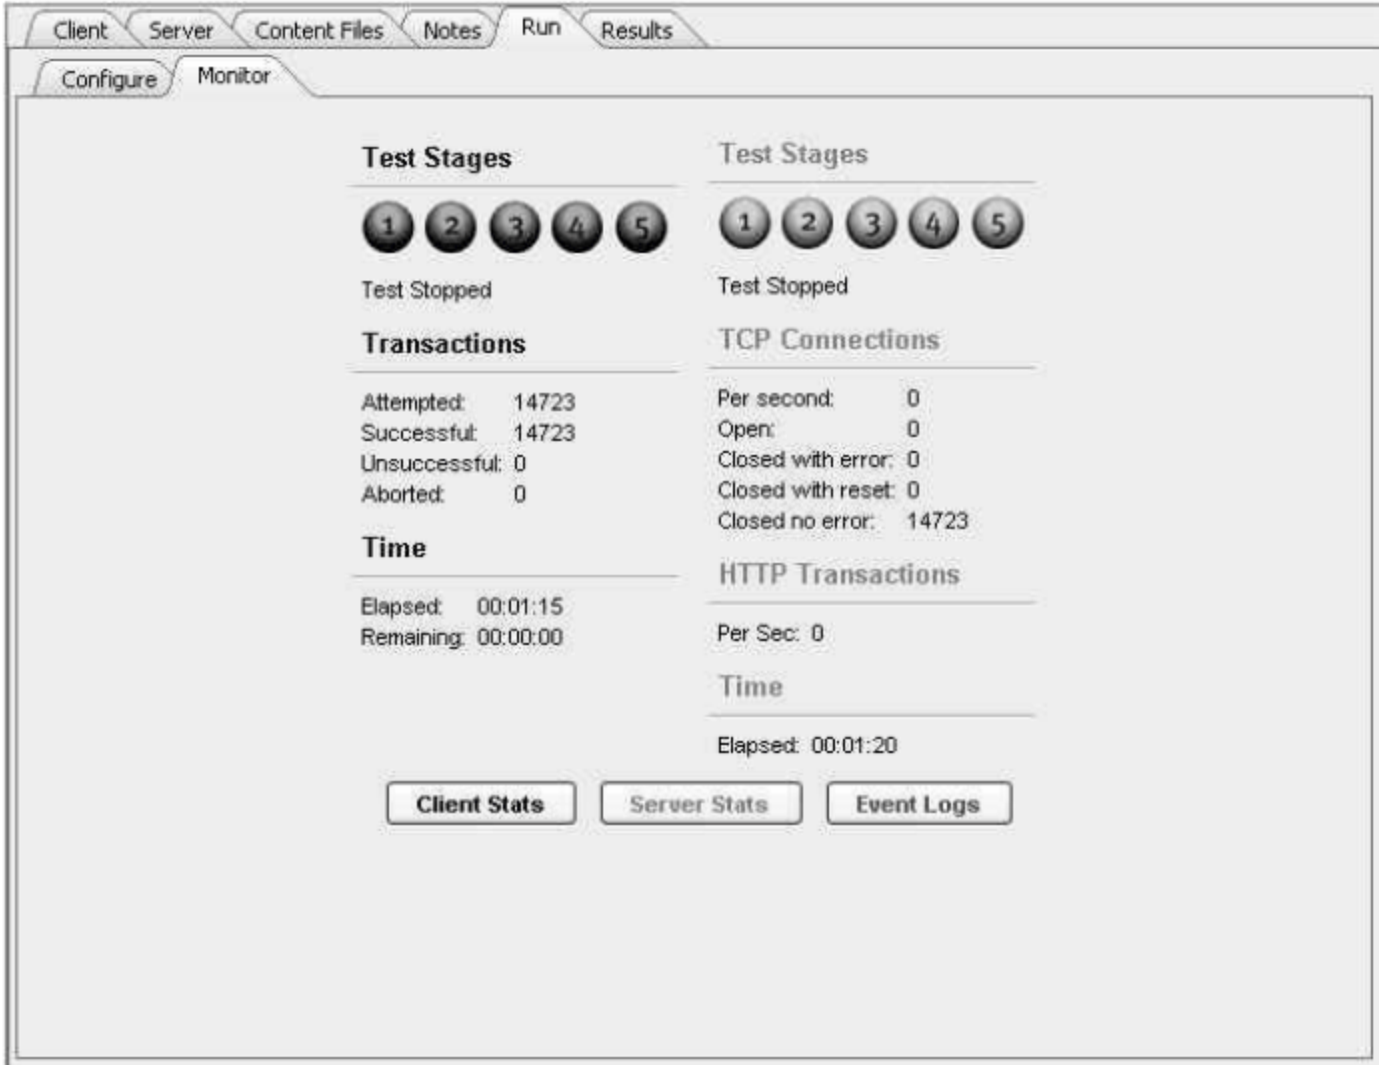 Client Server Content Files Notes Run Results
Configure Monitor
Test Stages
1 2 3 4 5
Test Stopped
Transactions
Attempted: 14723
Successful: 14723
Unsuccessful: 0
Aborted: 0
Time
Elapsed: 00:01:15
Remaining: 00:00:00
Test Stages
1 2 3 4 5
Test Stopped
TCP Connections
Per second: 0
Open: 0
Closed with error: 0
Closed with reset: 0
Closed no error: 14723
HTTP Transactions
Per Sec: 0
Time
Elapsed: 00:01:20
Client Stats Server Stats Event Logs